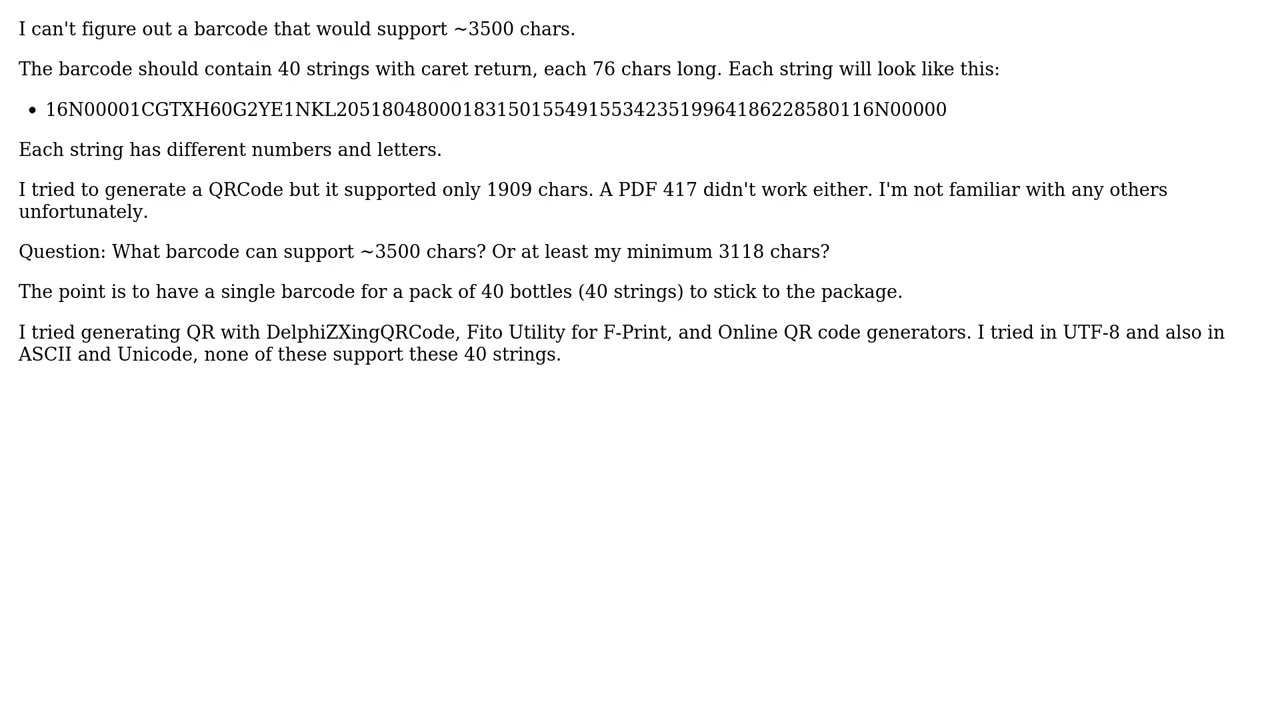 I can't figure out a barcode that would support ~3500 chars.
The barcode should contain 40 strings with caret return, each 76 chars long. Each string will look like this:
• 16N00001CGTXH60G2YE1NKL20518048000183150155491553423519964186228580116N00000
Each string has different numbers and letters.
I tried to generate a QRCode but it supported only 1909 chars. A PDF 417 didn't work either. I'm not familiar with any others
unfortunately.
Question: What barcode can support ~3500 chars? Or at least my minimum 3118 chars?
The point is to have a single barcode for a pack of 40 bottles (40 strings) to stick to the package.
I tried generating QR with DelphiZXingQRCode, Fito Utility for F-Print, and Online QR code generators. I tried in UTF-8 and also in
ASCII and Unicode, none of these support these 40 strings.